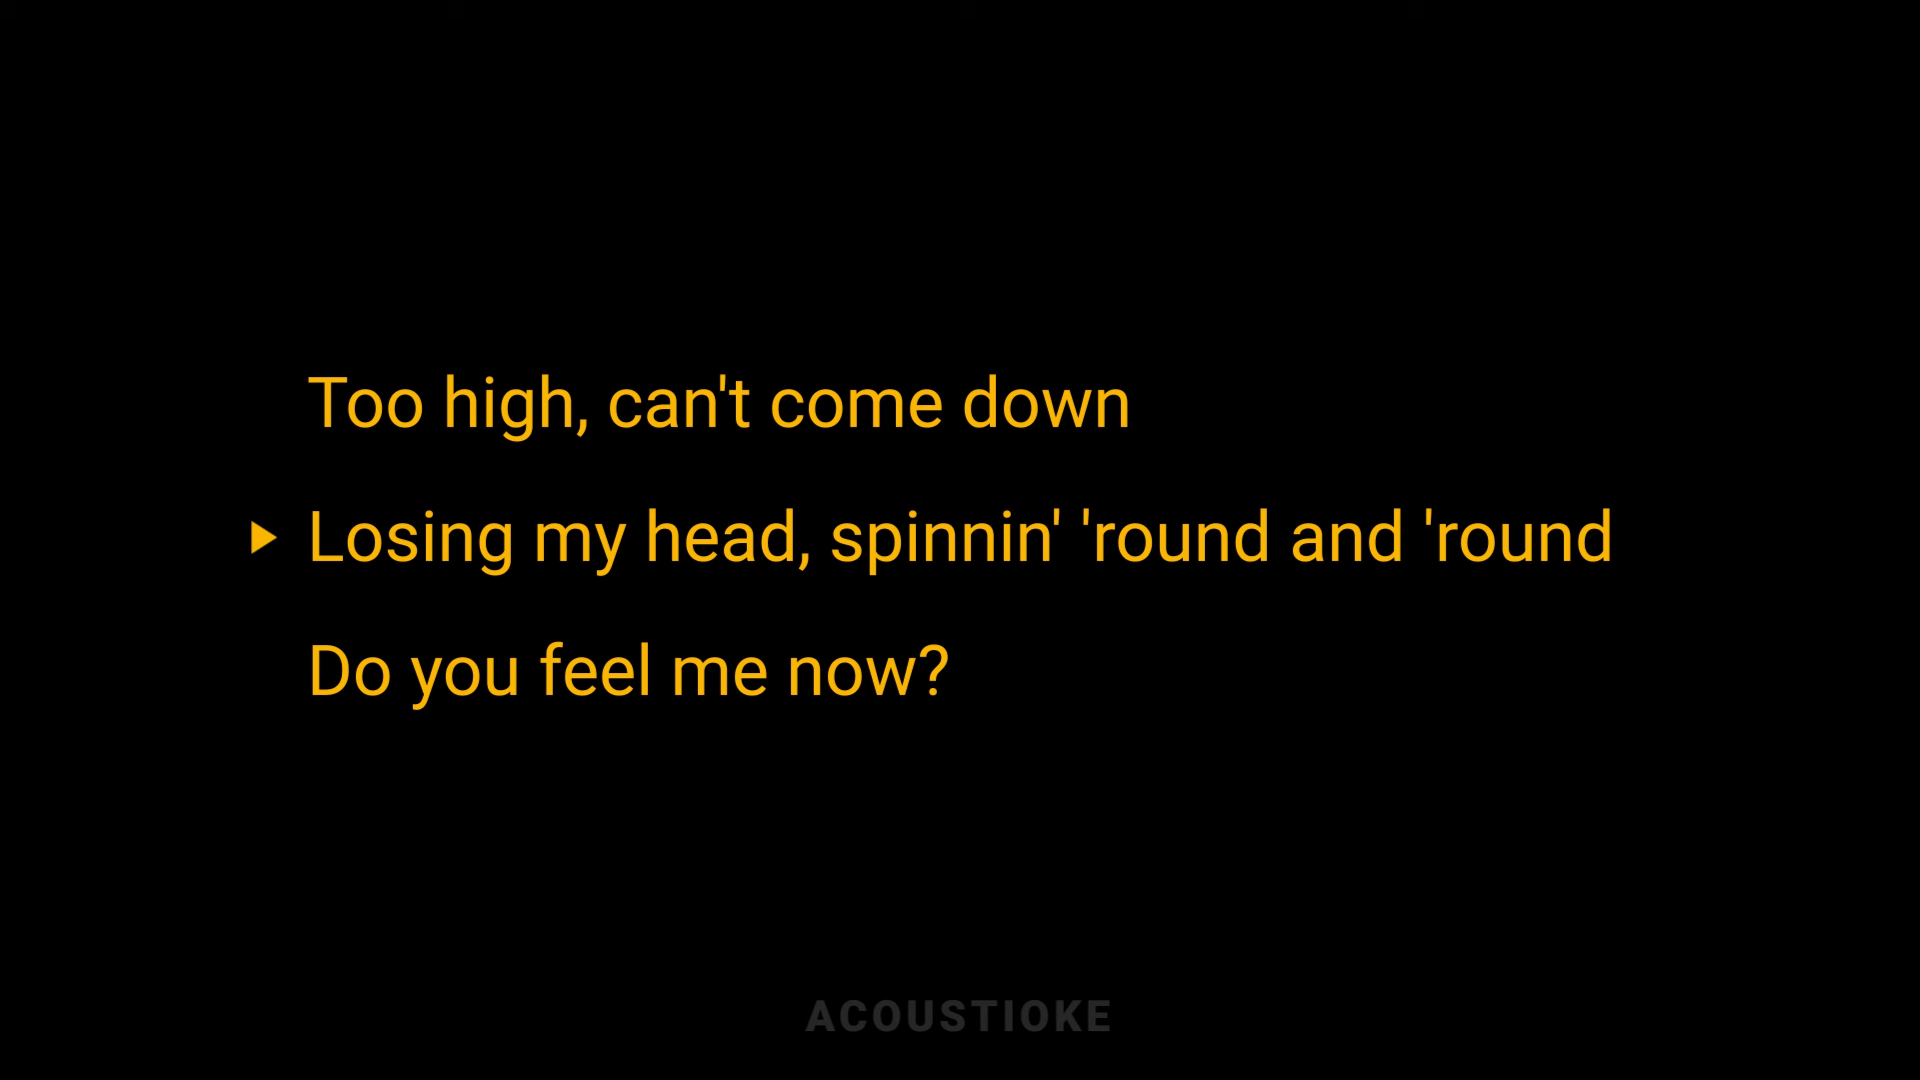 Too high, can't come down
Losing my head, spinnin' 'round and 'round
Do you feel me now?
ACOUSTIOKE